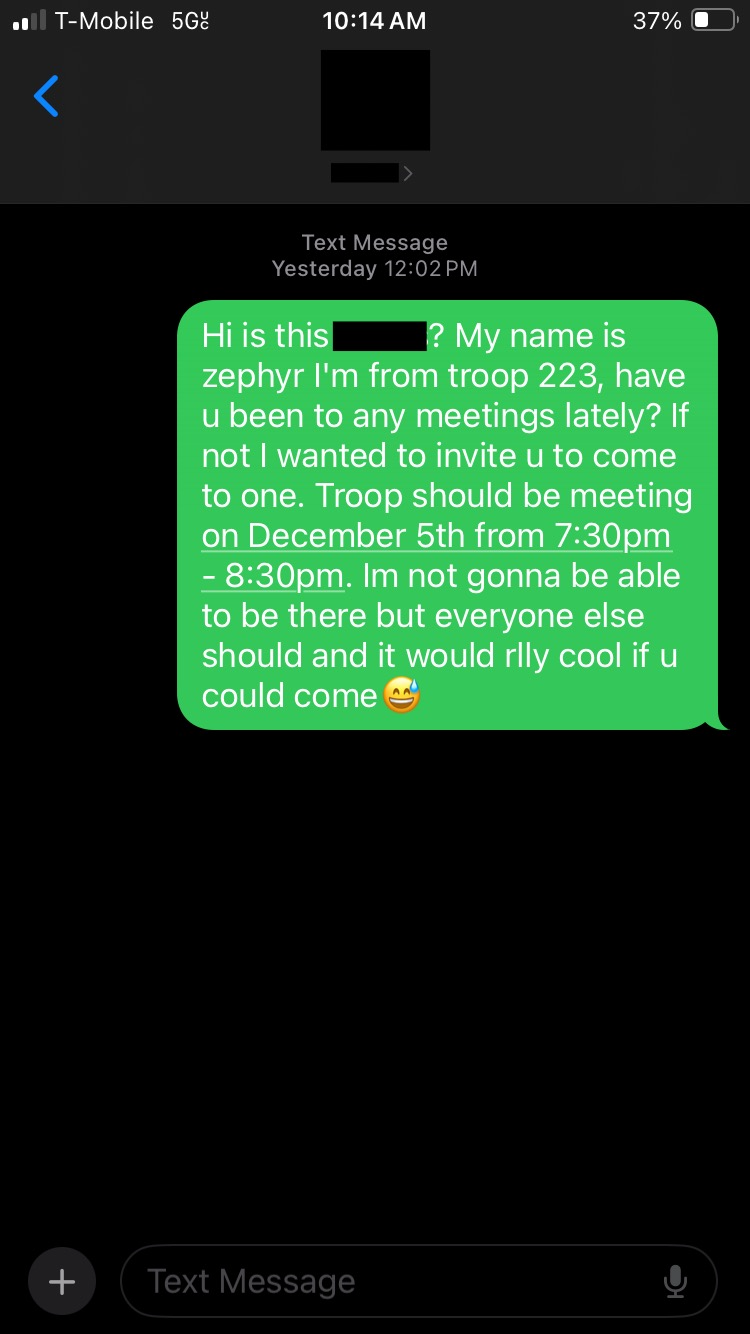 T-Mobile 5G 10:14 AM 37%
Text Message
Yesterday 12:02 PM
Hi is this ? My name is
zephyr I'm from troop 223, have
u been to any meetings lately? If
not I wanted to invite u to come
to one. Troop should be meeting
on December 5th from 7:30pm
- 8:30pm. Im not gonna be able
to be there but everyone else
should and it would rlly cool if u
could come😅
Text Message